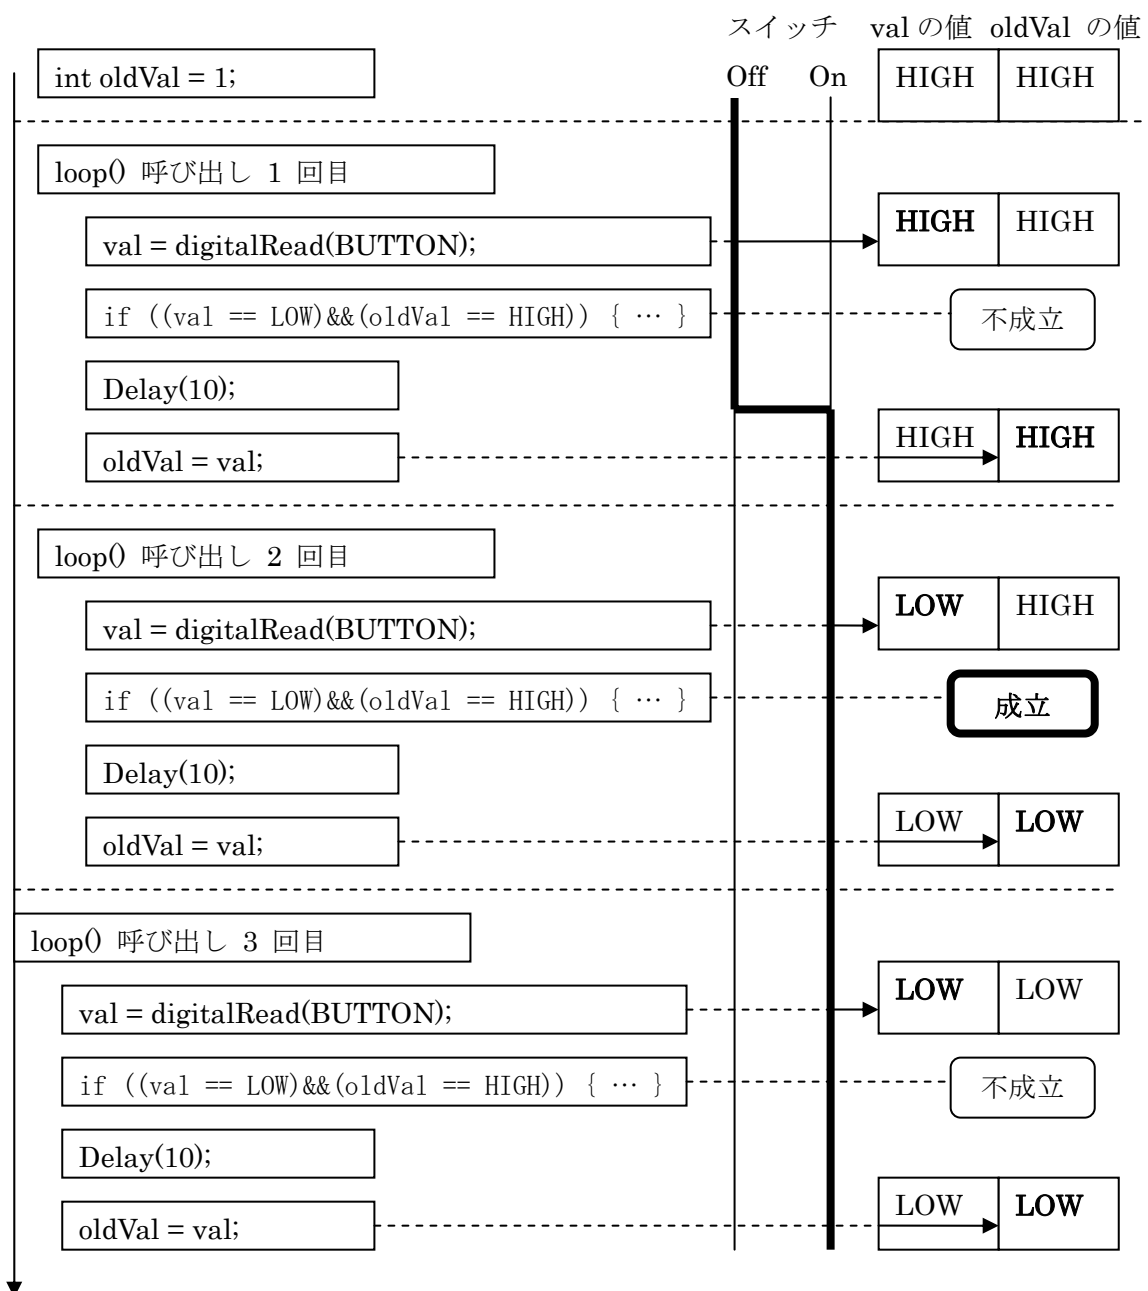 スイッチ val の値 oldVal の値
int oldVal = 1; Off On HIGH HIGH
loop() 呼び出し 1 回目
val = digitalRead(BUTTON); HIGH HIGH
if ((val == LOW)&&(oldVal == HIGH)) { … } 不成立
Delay(10);
oldVal = val; HIGH HIGH
loop() 呼び出し 2 回目
val = digitalRead(BUTTON); LOW HIGH
if ((val == LOW)&&(oldVal == HIGH)) { … } 成立
Delay(10);
oldVal = val; LOW LOW
loop() 呼び出し 3 回目
val = digitalRead(BUTTON); LOW LOW
if ((val == LOW)&&(oldVal == HIGH)) { … } 不成立
Delay(10);
oldVal = val; LOW LOW